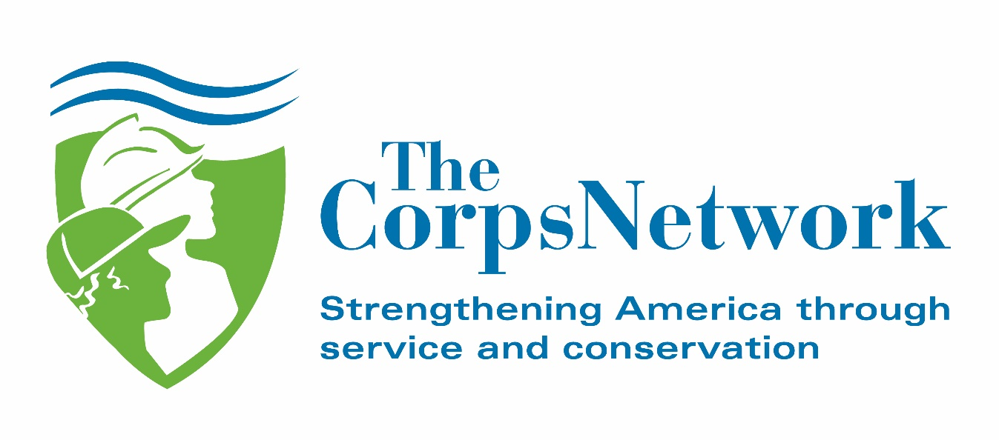 The
CorpsNetwork
Strengthening America through
service and conservation